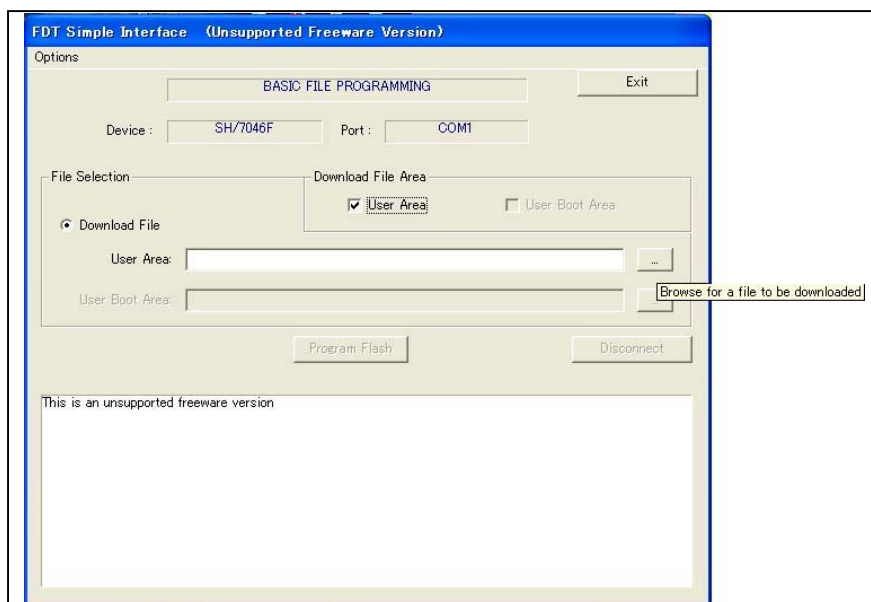 FDT Simple Interface (Unsupported Freeware Version)
Options
BASIC FILE PROGRAMMING
Exit
Device : SH/7046F Port : COM1
File Selection
Download File Area
User Area
User Boot Area
Download File
User Area: ...
Browse for a file to be downloaded
User Boot Area:
Program Flash
Disconnect
This is an unsupported freeware version